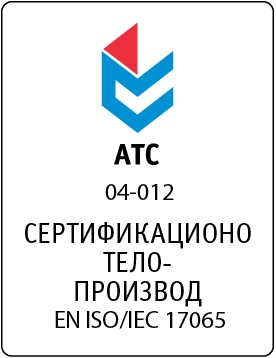 АТС
04-012
СЕРТИФИКАЦИОНО
ТЕЛО-
ПРОИЗВОД
EN ISO/IEC 17065